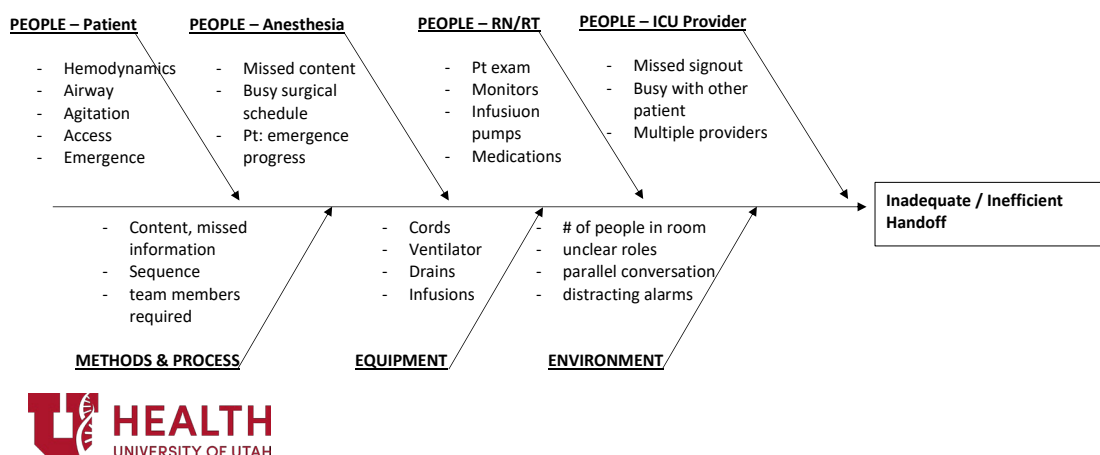 PEOPLE – Patient
- Hemodynamics
- Airway
- Agitation
- Access
- Emergence
PEOPLE – Anesthesia
- Missed content
- Busy surgical
schedule
- Pt: emergence
progress
PEOPLE – RN/RT
- Pt exam
- Monitors
- Infusiuon
pumps
- Medications
PEOPLE – ICU Provider
- Missed signout
- Busy with other
patient
- Multiple providers
Inadequate / Inefficient
Handoff
- Content, missed
information
- Sequence
- team members
required
METHODS & PROCESS
- Cords
- Ventilator
- Drains
- Infusions
EQUIPMENT
- # of people in room
- unclear roles
- parallel conversation
- distracting alarms
ENVIRONMENT
U HEALTH
UNIVERSITY OF UTAH